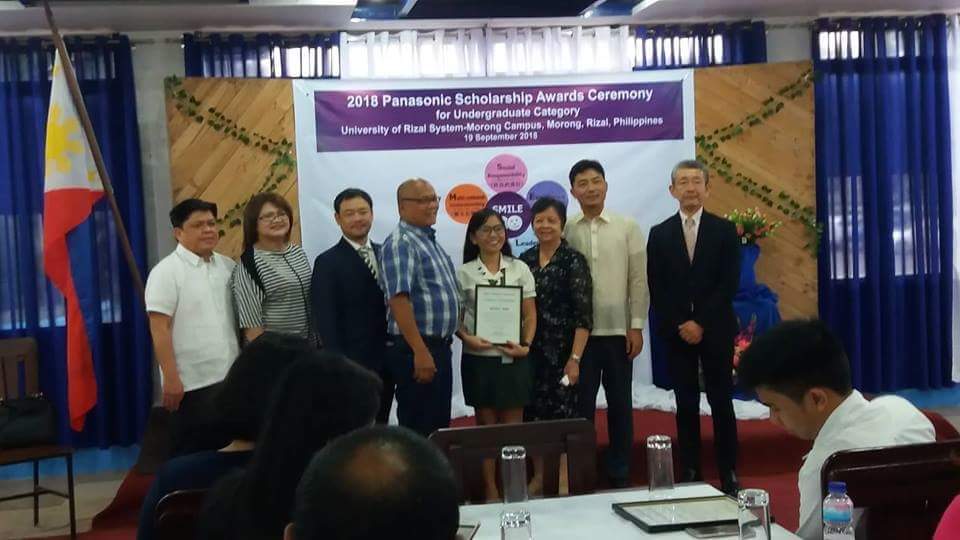 2018 Panasonic Scholarship Awards Ceremony
for Undergraduate Category
University of Rizal System-Morong Campus, Morong, Rizal, Philippines
19 September 2018
Social
Responsibility
SMILE